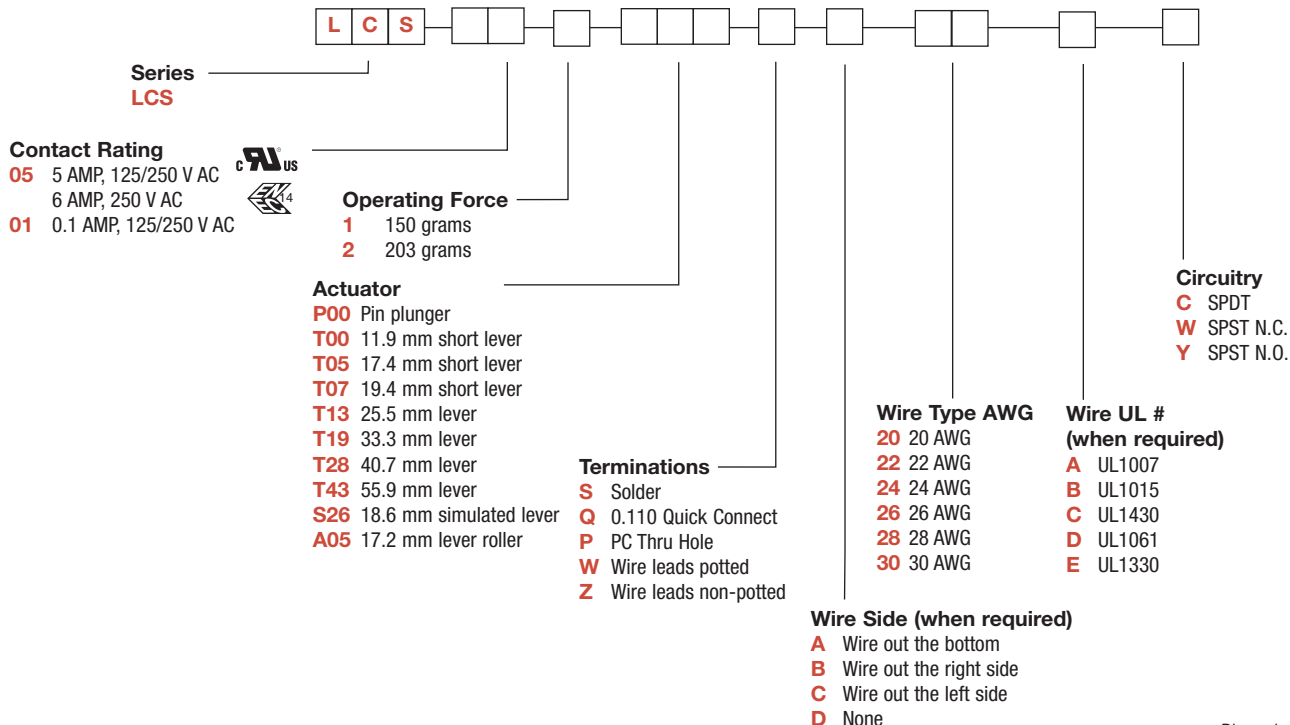 L C S
Series
LCS
Contact Rating
05 5 AMP, 125/250 V AC
6 AMP, 250 V AC
01 0.1 AMP, 125/250 V AC
c US
14
Operating Force
1 150 grams
2 203 grams
Actuator
P00 Pin plunger
T00 11.9 mm short lever
T05 17.4 mm short lever
T07 19.4 mm short lever
T13 25.5 mm lever
T19 33.3 mm lever
T28 40.7 mm lever
T43 55.9 mm lever
S26 18.6 mm simulated lever
A05 17.2 mm lever roller
Terminations
S Solder
Q 0.110 Quick Connect
P PC Thru Hole
W Wire leads potted
Z Wire leads non-potted
Wire Side (when required)
A Wire out the bottom
B Wire out the right side
C Wire out the left side
D None
Wire Type AWG
20 20 AWG
22 22 AWG
24 24 AWG
26 26 AWG
28 28 AWG
30 30 AWG
Wire UL #
(when required)
A UL1007
B UL1015
C UL1430
D UL1061
E UL1330
Circuitry
C SPDT
W SPST N.C.
Y SPST N.O.